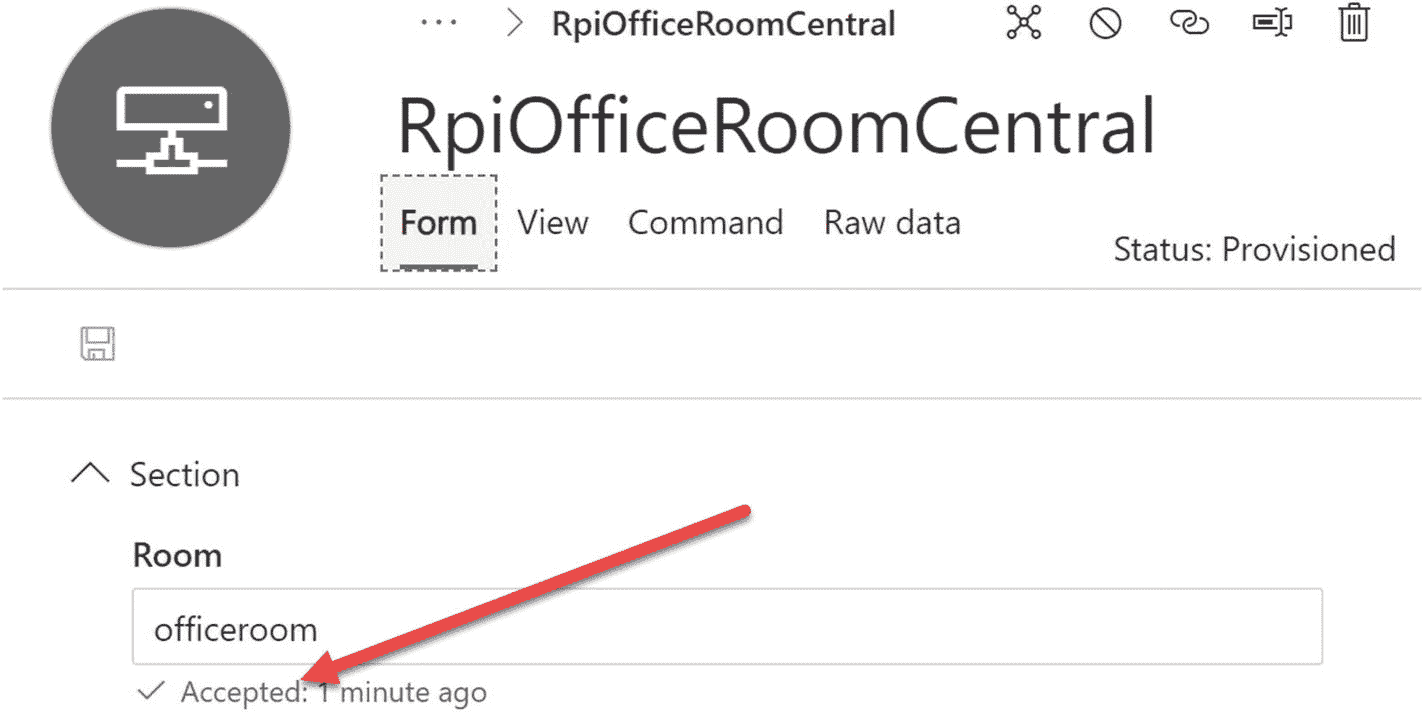 ··· > RpiOfficeRoomCentral
RpiOfficeRoomCentral
Form View Command Raw data
Status: Provisioned
Section
Room
officeroom
Accepted: 1 minute ago